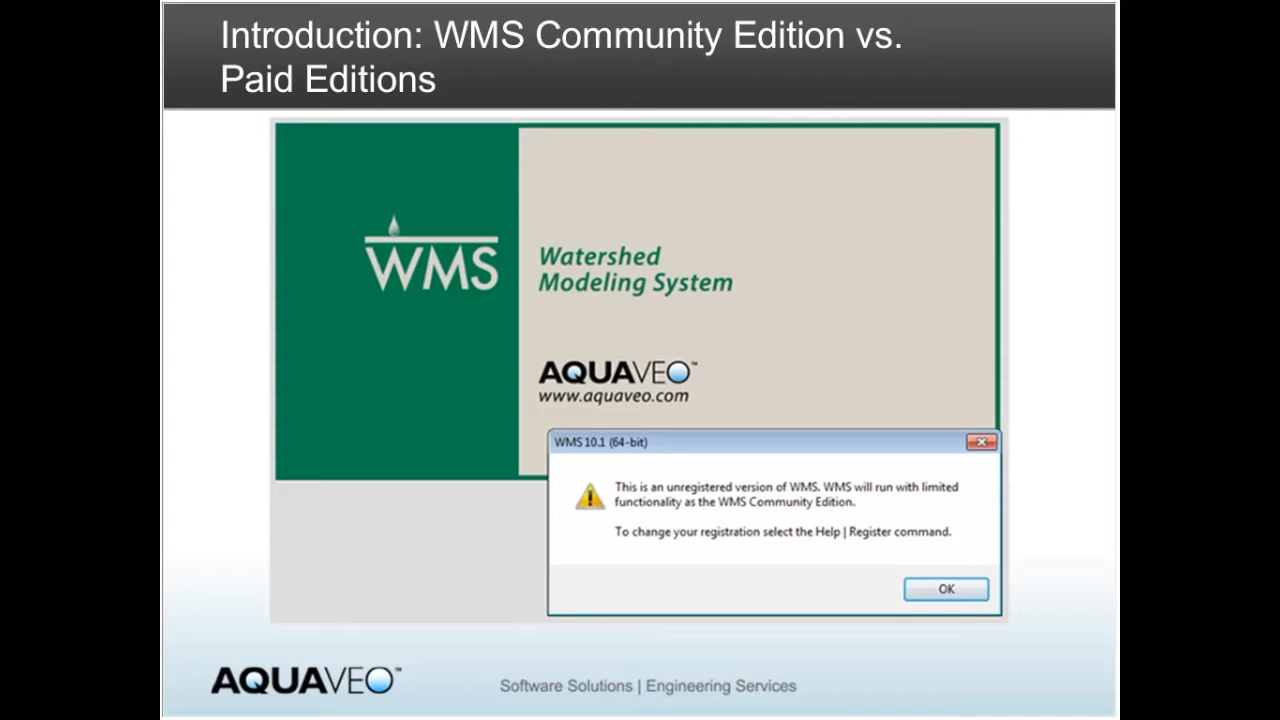 Introduction: WMS Community Edition vs.
Paid Editions
WMS
Watershed
Modeling System
AQUAVEO™
www.aquaveo.com
WMS 10.1 (64-bit)
This is an unregistered version of WMS. WMS will run with limited
functionality as the WMS Community Edition.
To change your registration select the Help | Register command.
OK
AQUAVEO™
Software Solutions | Engineering Services